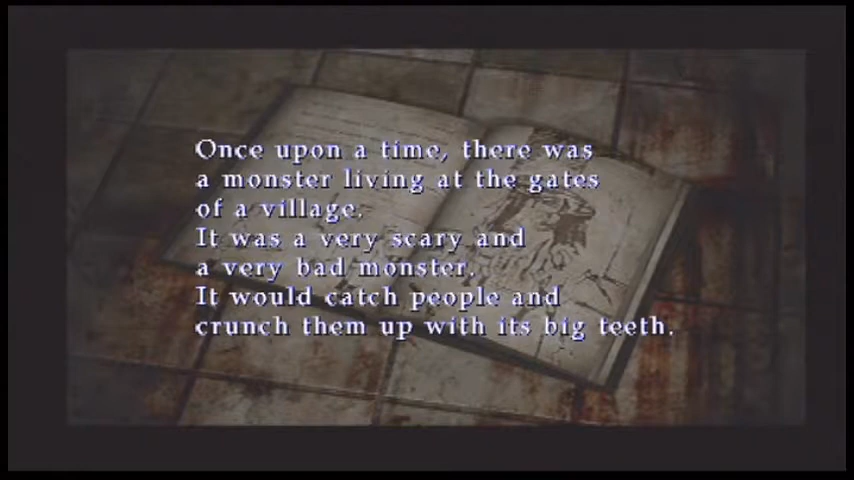 Once upon a time, there was
a monster living at the gates
of a village.
It was a very scary and
a very bad monster.
It would catch people and
crunch them up with its big teeth.